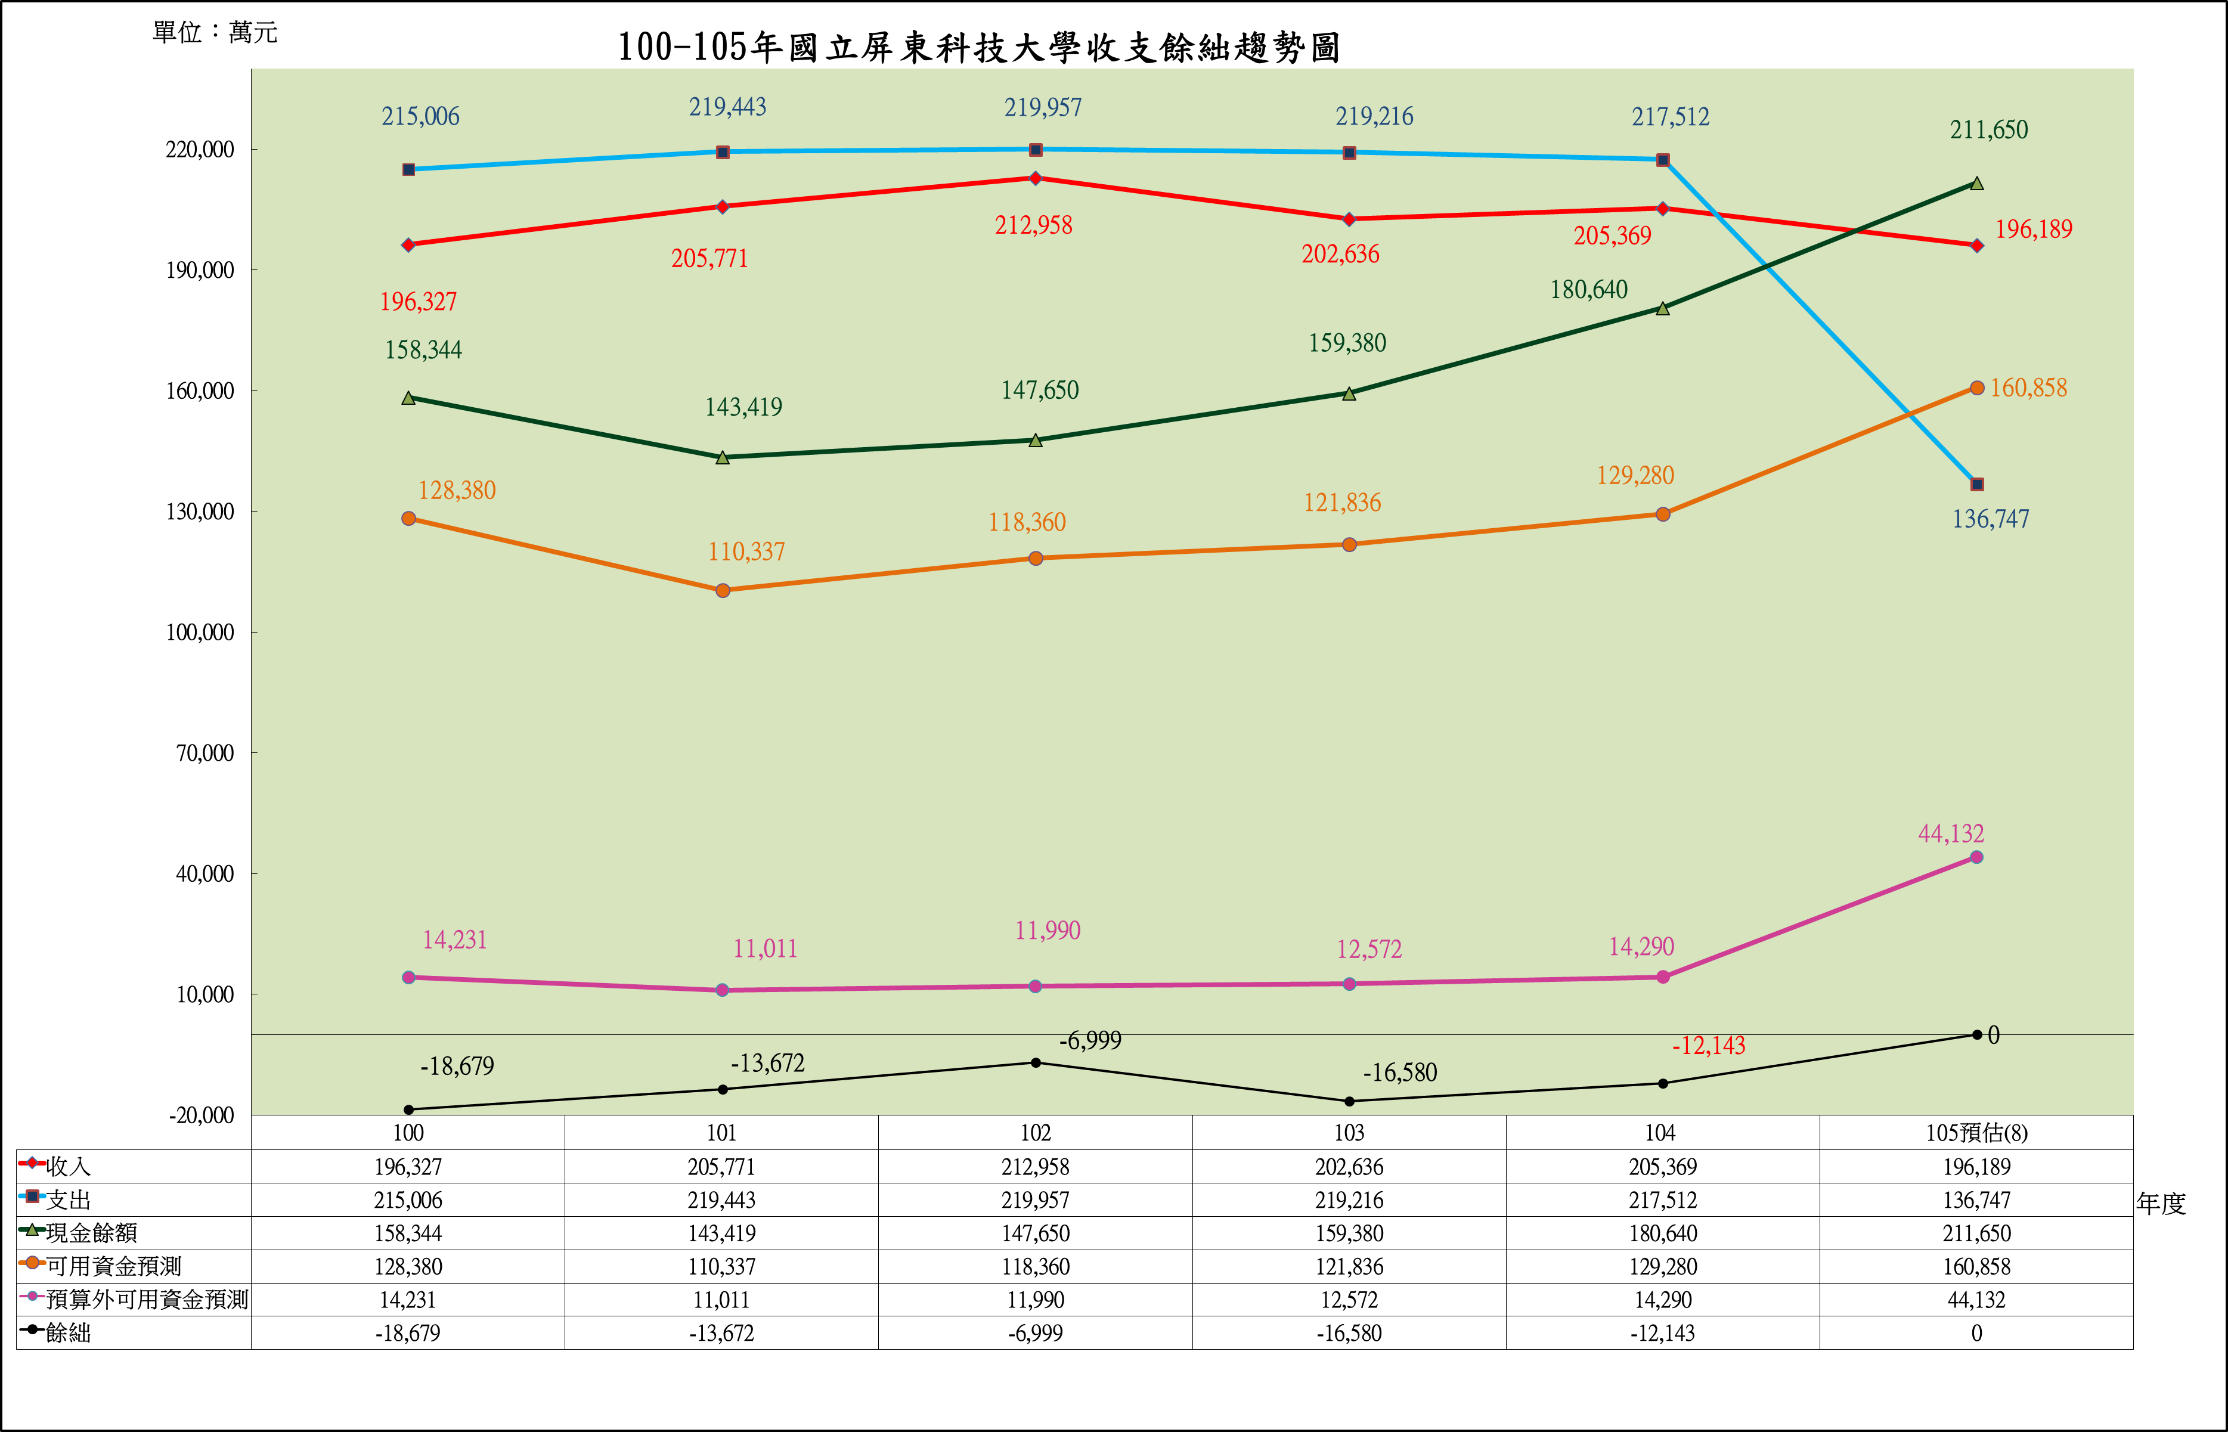 單位：萬元
100-105年國立屏東科技大學收支餘絀趨勢圖
215,006 219,443 219,957 219,216 217,512 211,650
220,000
196,327 205,771 212,958 202,636 205,369 196,189
190,000
158,344 143,419 147,650 159,380 180,640
160,000
128,380 110,337 118,360 121,836 129,280 160,858
130,000
136,747
100,000
70,000
44,132
40,000
14,231 11,011 11,990 12,572 14,290
10,000
-18,679 -13,672 -6,999 -16,580 -12,143 0
-20,000
100 101 102 103 104 105預估(8)
收入 196,327 205,771 212,958 202,636 205,369 196,189
支出 215,006 219,443 219,957 219,216 217,512 136,747
年度
現金餘額 158,344 143,419 147,650 159,380 180,640 211,650
可用資金預測 128,380 110,337 118,360 121,836 129,280 160,858
預算外可用資金預測 14,231 11,011 11,990 12,572 14,290 44,132
餘絀 -18,679 -13,672 -6,999 -16,580 -12,143 0